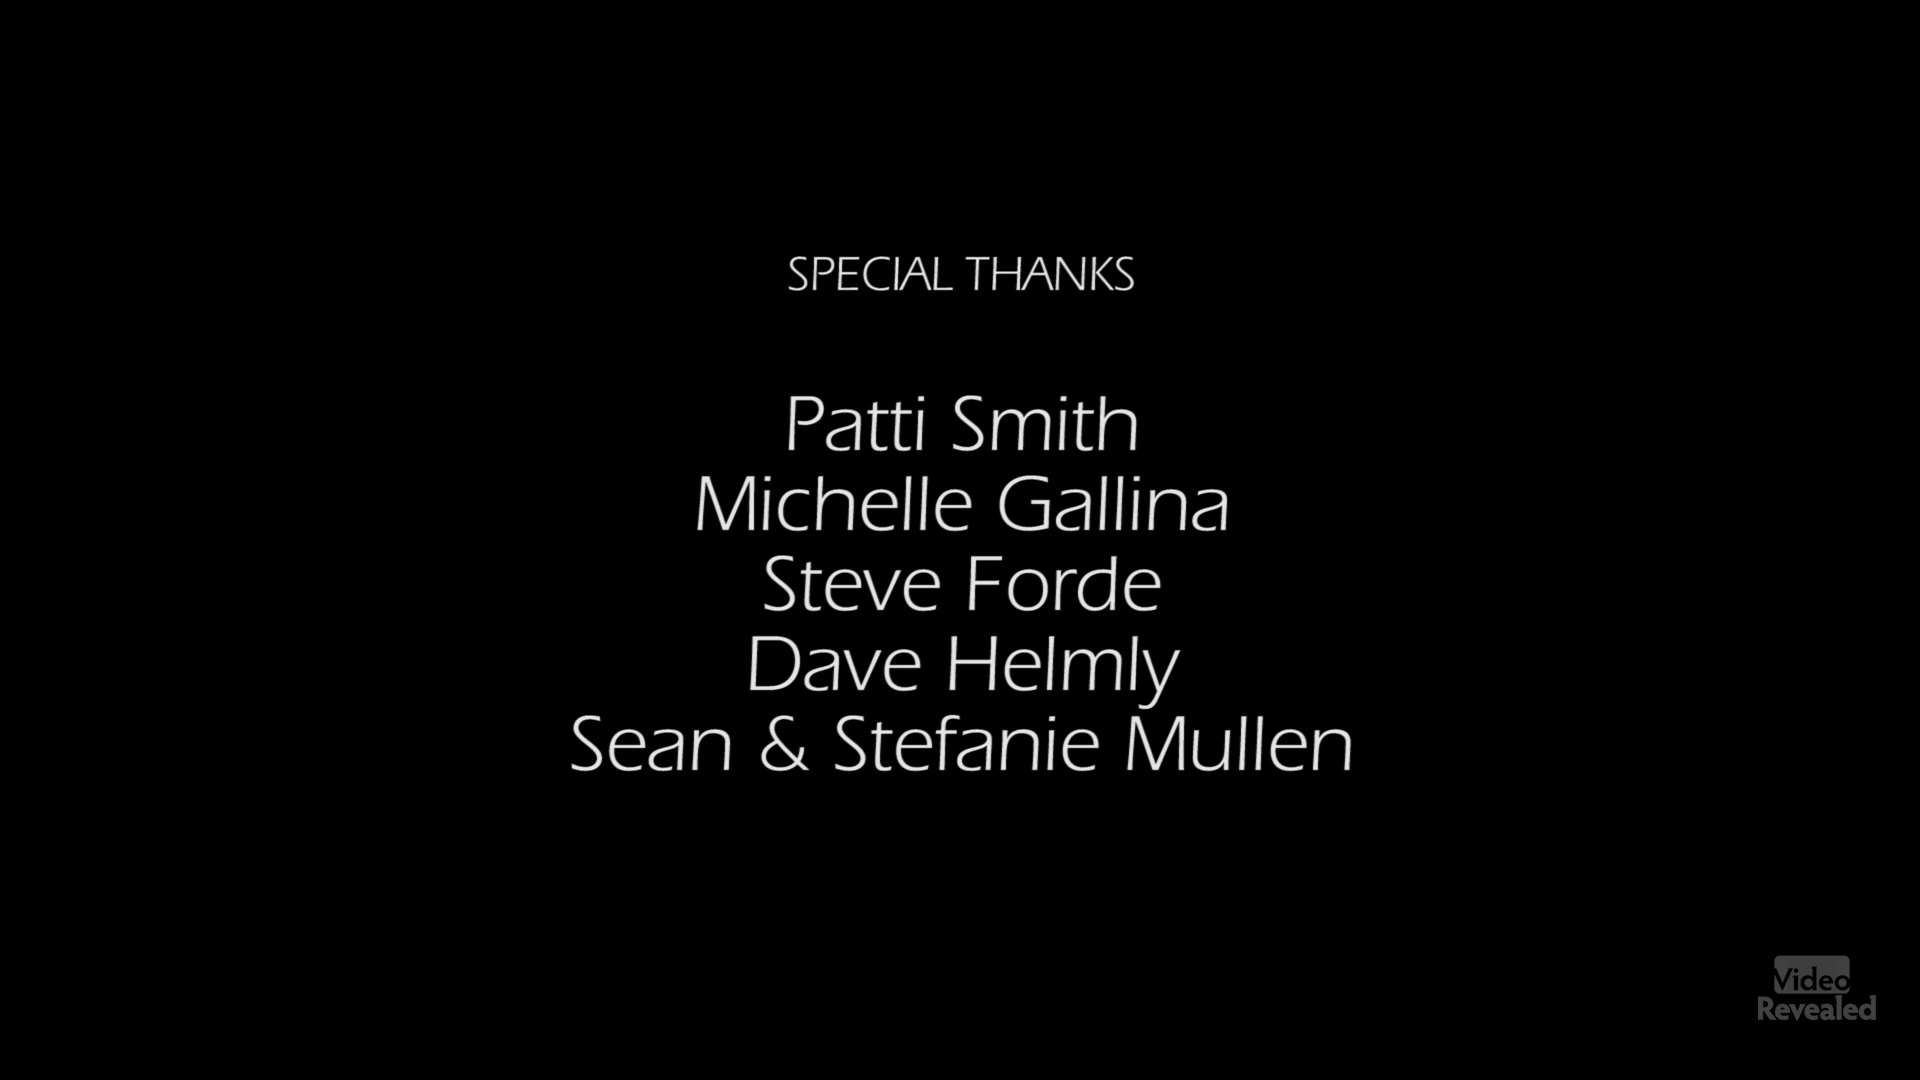 SPECIAL THANKS
Patti Smith
Michelle Gallina
Steve Forde
Dave Helmly
Sean & Stefanie Mullen
Video
Revealed